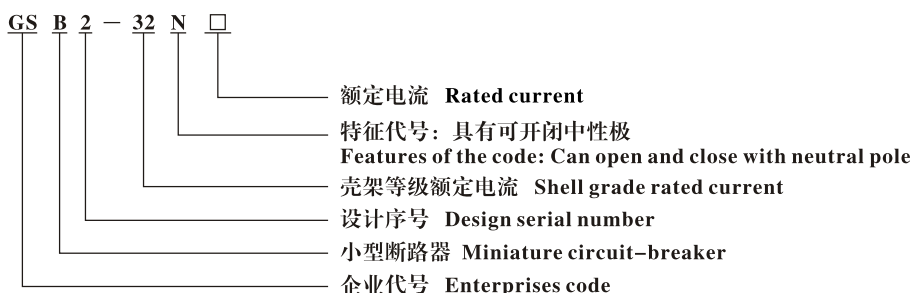 GS B 2 - 32 N □
额定电流 Rated current
特征代号：具有可开闭中性极
Features of the code: Can open and close with neutral pole
壳架等级额定电流 Shell grade rated current
设计序号 Design serial number
小型断路器 Miniature circuit-breaker
企业代号 Enterprises code